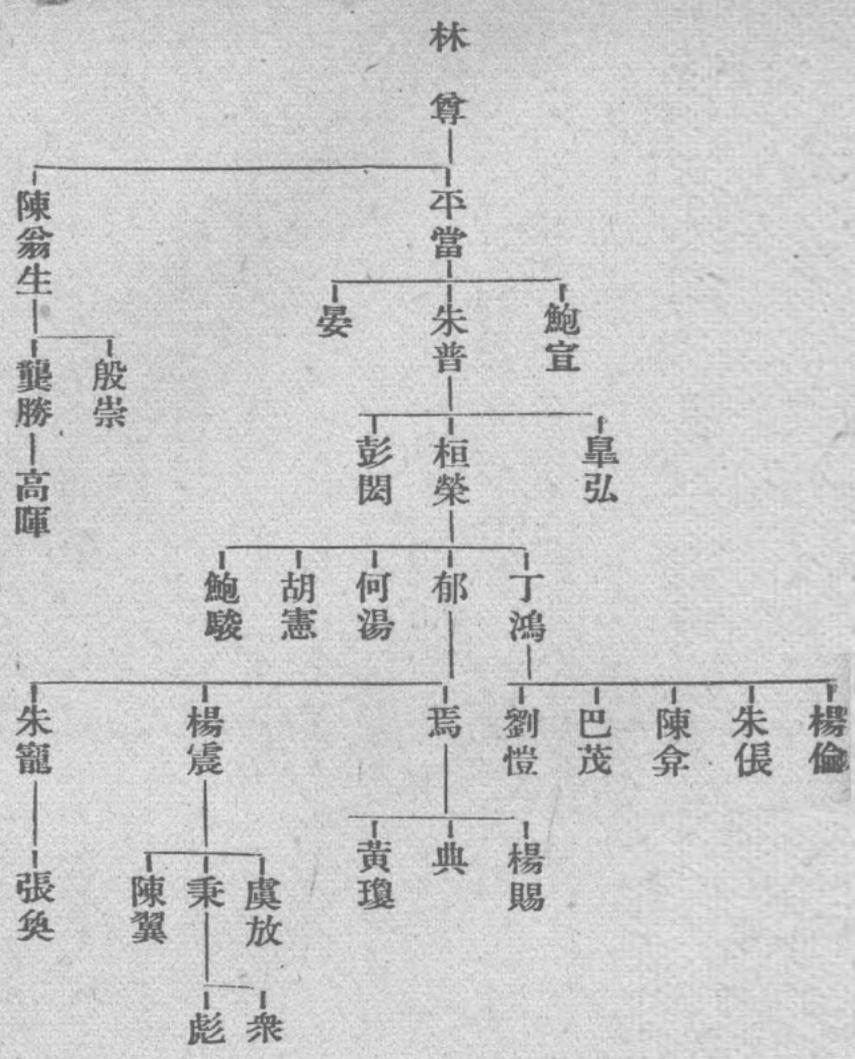 林尊
平當
陳翁生
鮑宣
朱普
晏
殷崇
龔勝
高暉
皐弘
桓榮
彭閎
丁鴻
郁
何湯
胡憲
鮑駿
楊倫
朱倀
陳弇
巴茂
劉愷
焉
楊震
朱寵
楊賜
典
黃瓊
虞放
秉
陳翼
張奐
衆
彪